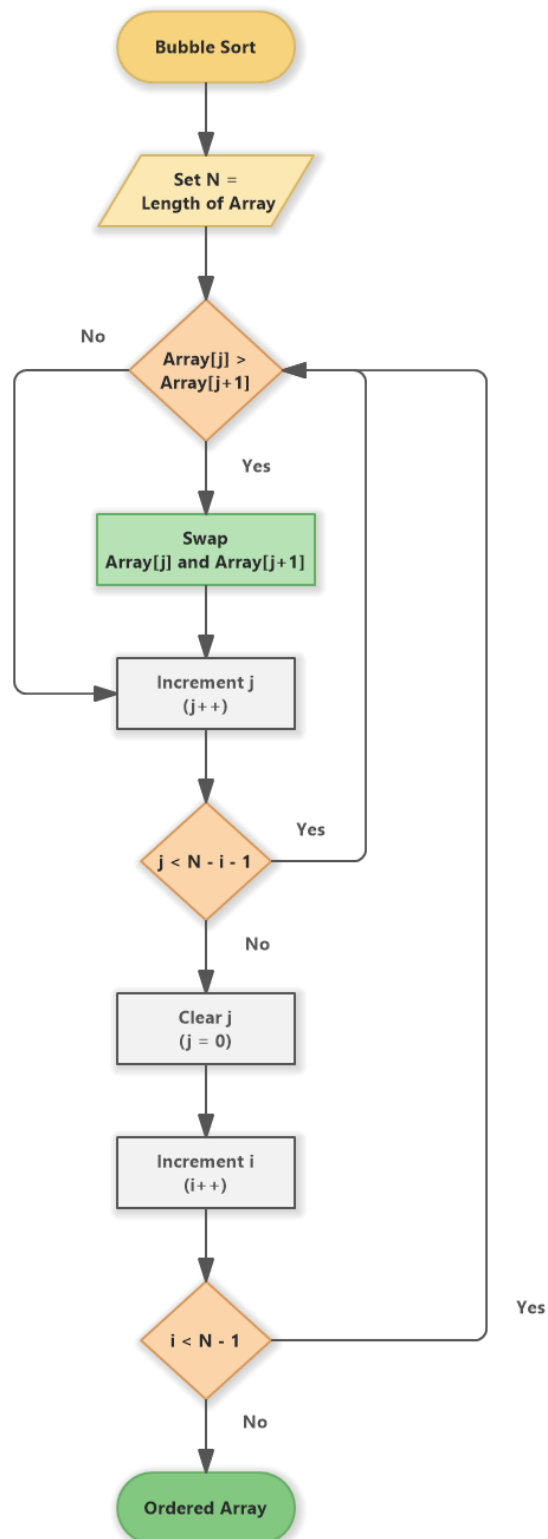 Bubble Sort
Set N =
Length of Array
No
Array[j] >
Array[j+1]
Yes
Swap
Array[j] and Array[j+1]
Increment j
(j++)
Yes
j < N - i - 1
No
Clear j
(j = 0)
Increment i
(i++)
Yes
i < N - 1
No
Ordered Array